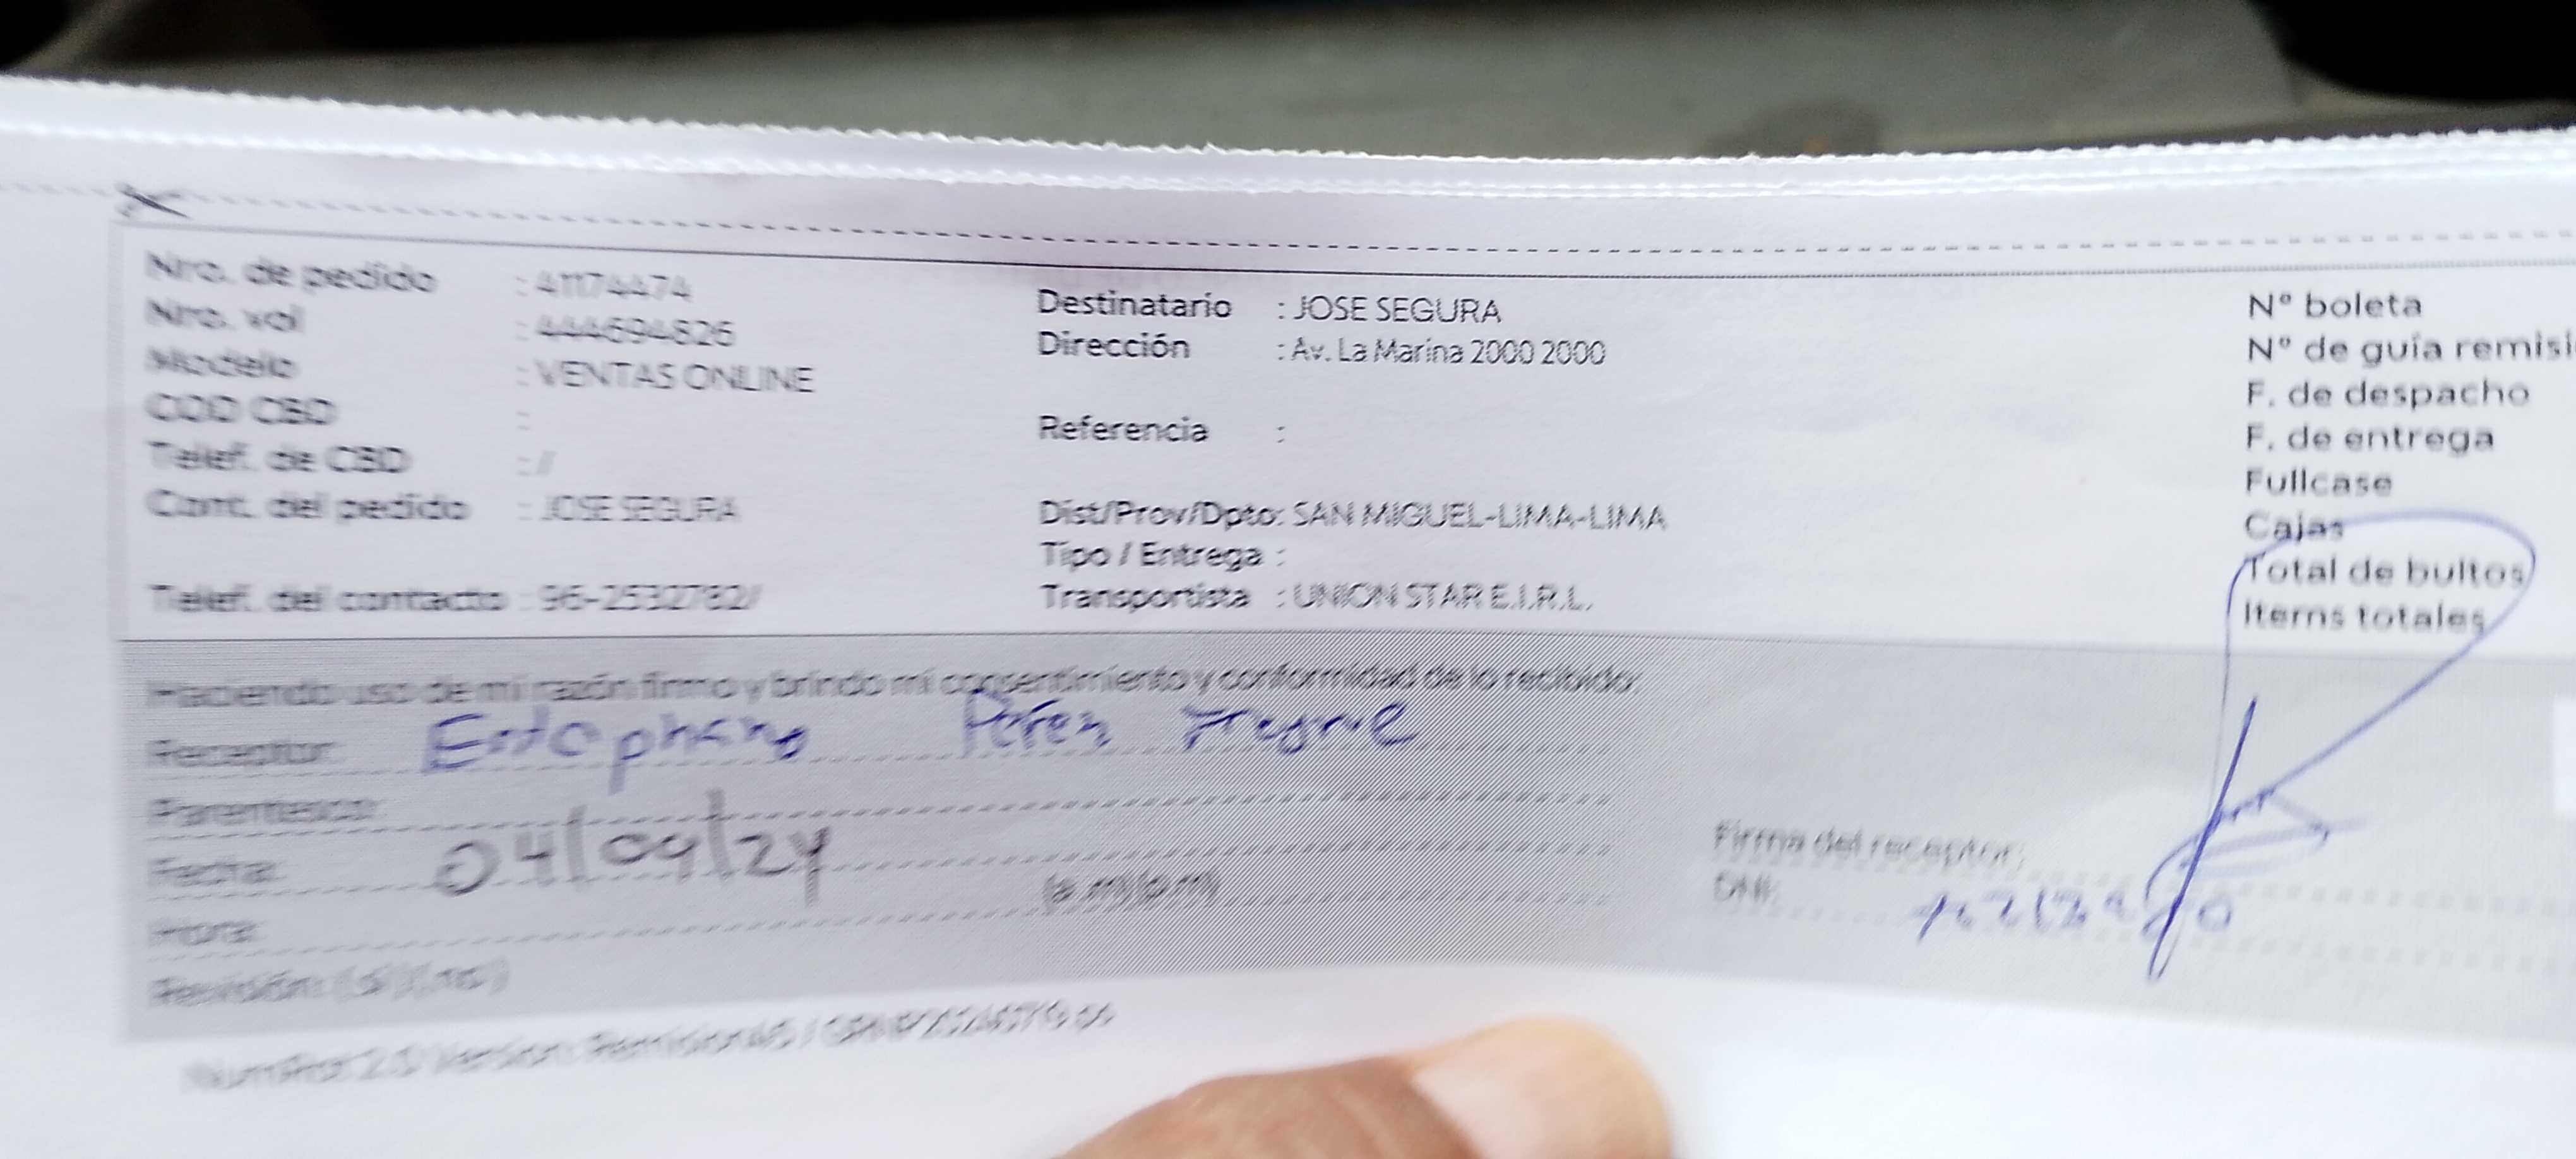 Nro. de pedido : 41174474
Nro. vol : 444694826
Modelo : VENTAS ONLINE
COD CBD :
Telef. de CBD : /
Cont. del pedido : JOSE SEGURA
Telef. del contacto : 96-2532782/
Destinatario : JOSE SEGURA
Dirección : Av. La Marina 2000 2000
Referencia :
Dist/Prov/Dpto: SAN MIGUEL-LIMA-LIMA
Tipo / Entrega :
Transportista : UNION STAR E.I.R.L.
N° boleta
N° de guía remisi
F. de despacho
F. de entrega
Fullcase
Cajas
Total de bultos
Items totales
Haciendo uso de mi razón firmo y brindo mi consentimiento y conformidad de lo recibido:
Receptor: Pérez
Parentesco:
Fecha: 04/09/24
Hora: (a.m)(p.m)
Revisión: (si)(no)
Firma del receptor:
DNI: